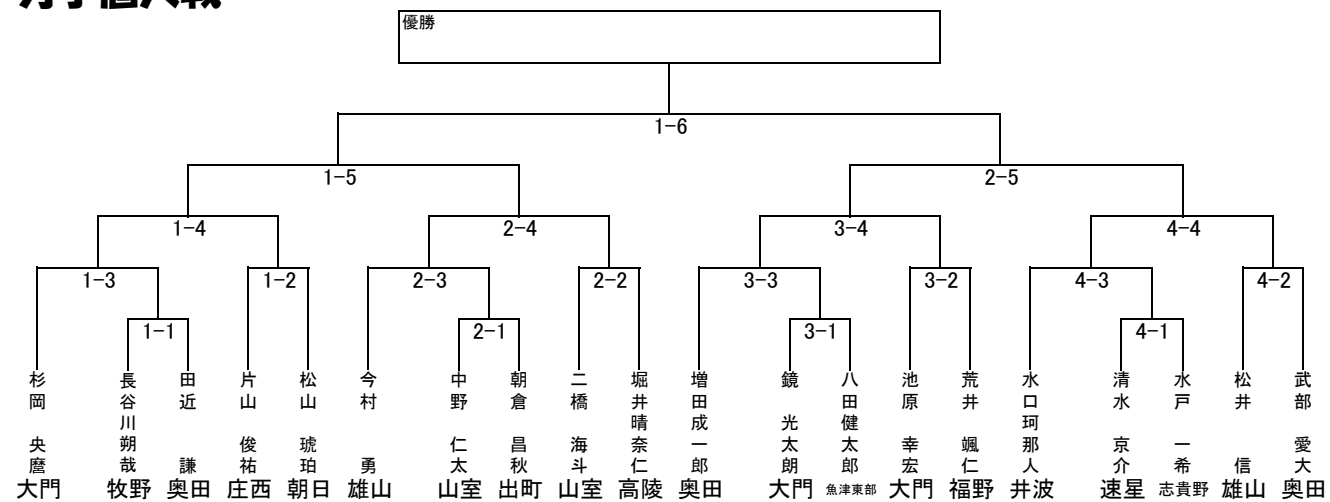 男子個人戦
優勝
1-6
1-5
2-5
1-4
2-4
3-4
4-4
1-3
1-2
2-3
2-2
3-3
3-2
4-3
4-2
1-1
2-1
3-1
4-1
杉岡 央麿
長谷川朔哉
田近 謙
片山 俊祐
松山 琥珀
今村 勇
中野 仁太
朝倉 昌秋
二橋 海斗
堀井晴奈仁
増田成一郎
鏡 光太朗
八田健太郎
池原 幸宏
荒井 颯仁
水口珂那人
清水 京介
水戸 一希
松井 信
武部 愛大
大門 牧野 奥田 庄西 朝日 雄山 山室 出町 山室 高陵 奥田 大門 魚津東部 大門 福野 井波 速星 志貴野 雄山 奥田